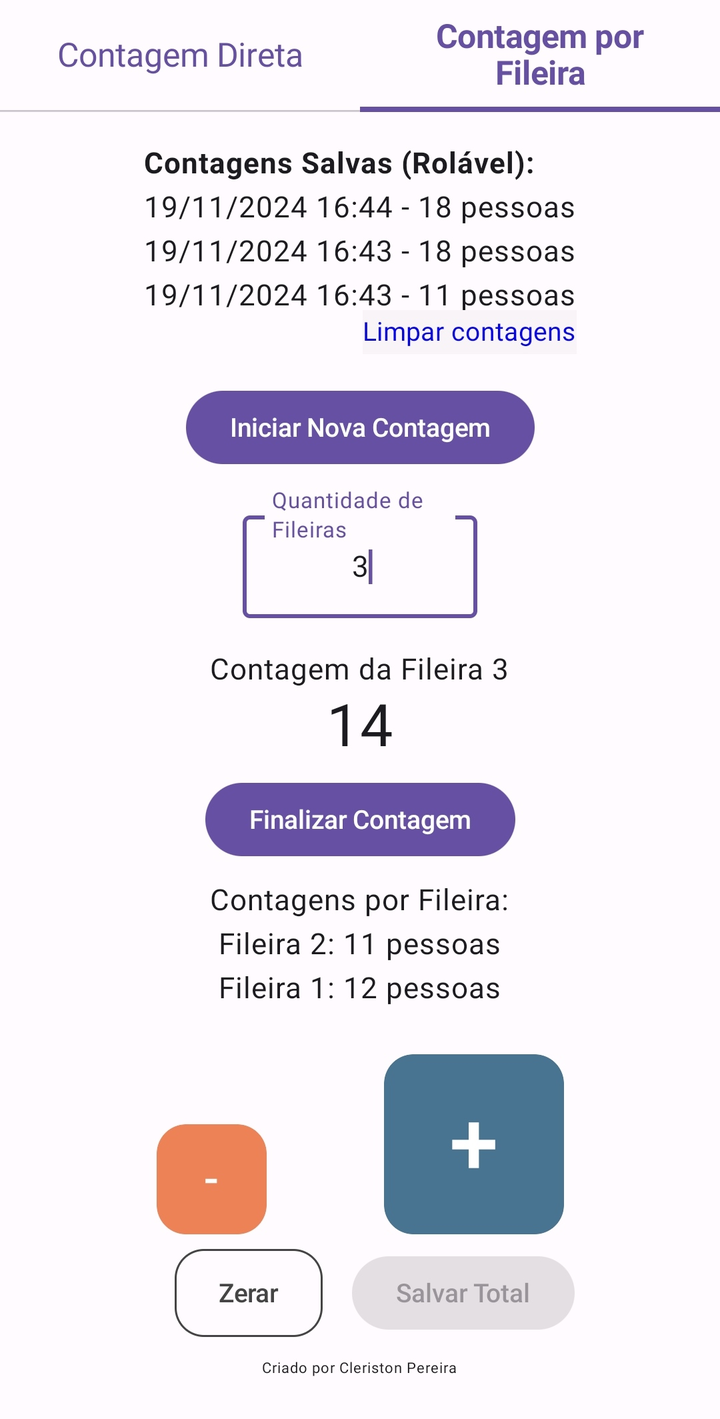 Contagem Direta
Contagem por
Fileira
Contagens Salvas (Rolável):
19/11/2024 16:44 - 18 pessoas
19/11/2024 16:43 - 18 pessoas
19/11/2024 16:43 - 11 pessoas
Limpar contagens
Iniciar Nova Contagem
Quantidade de
Fileiras
3
Contagem da Fileira 3
14
Finalizar Contagem
Contagens por Fileira:
Fileira 2: 11 pessoas
Fileira 1: 12 pessoas
+
-
Zerar
Salvar Total
Criado por Cleriston Pereira